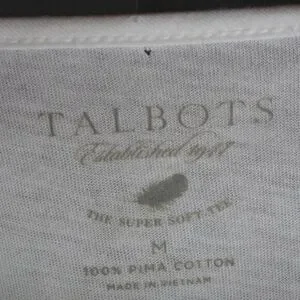 TALBOTS
Established 1947
THE SUPER SOFT TEE
M
100% PIMA COTTON
MADE IN VIETNAM